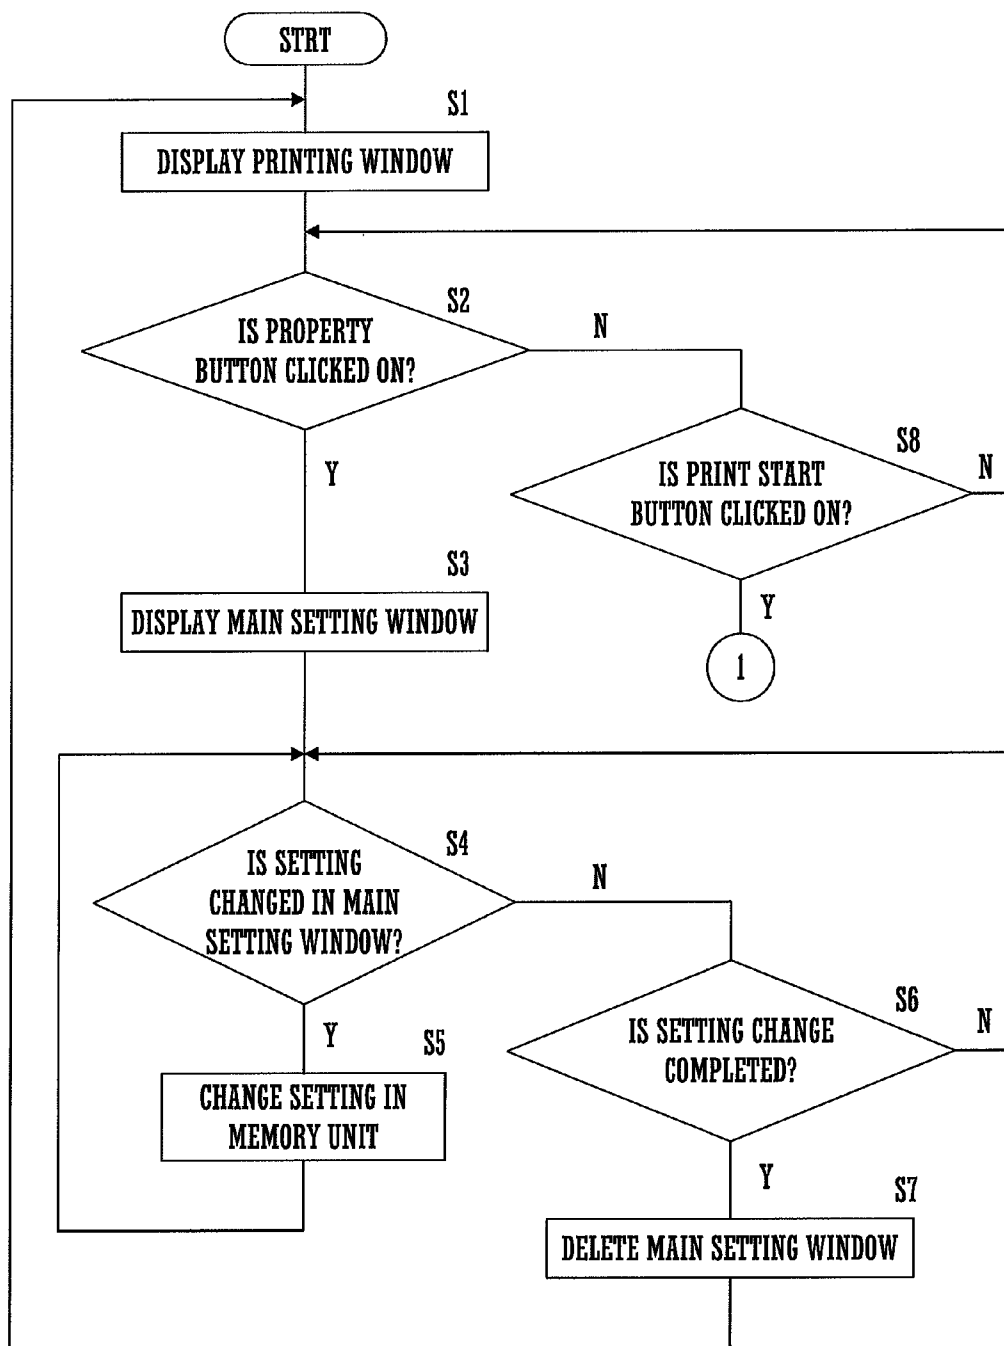 STRT
S1
DISPLAY PRINTING WINDOW
S2
IS PROPERTY
BUTTON CLICKED ON?
N
Y
S8
IS PRINT START
BUTTON CLICKED ON?
N
Y
1
S3
DISPLAY MAIN SETTING WINDOW
S4
IS SETTING
CHANGED IN MAIN
SETTING WINDOW?
N
Y
S5
CHANGE SETTING IN
MEMORY UNIT
S6
IS SETTING CHANGE
COMPLETED?
N
Y
S7
DELETE MAIN SETTING WINDOW